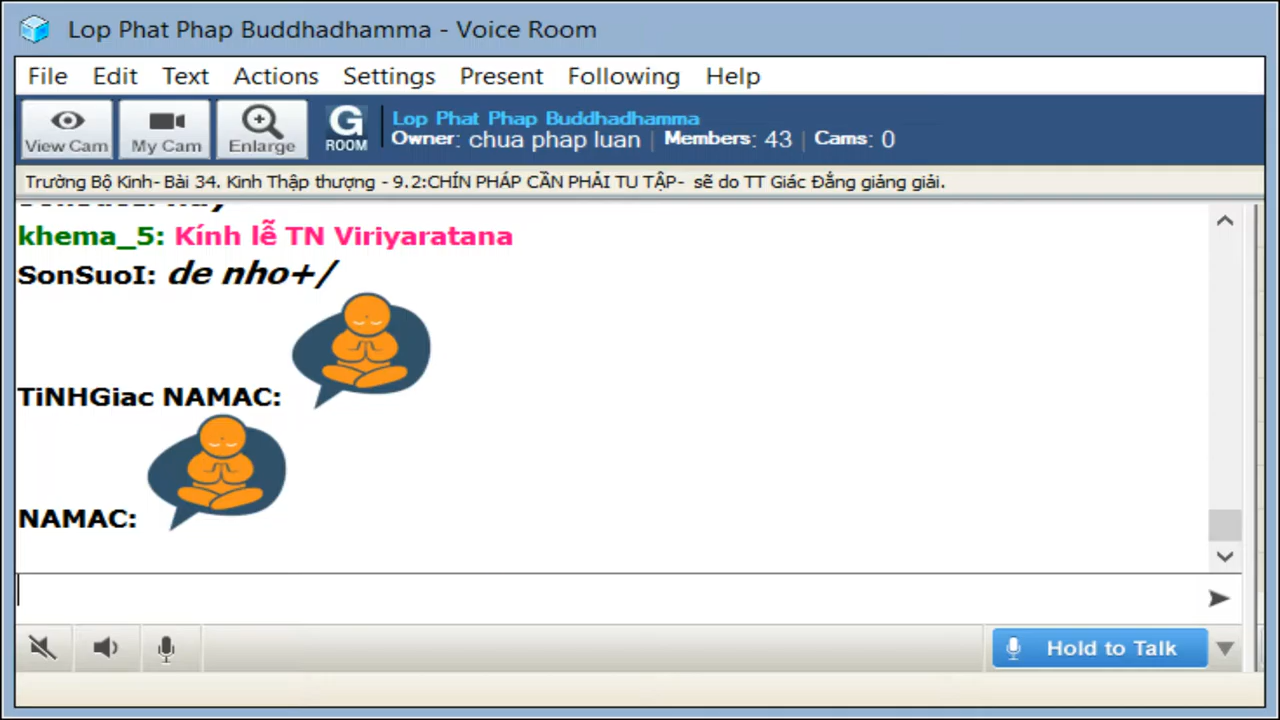 Lop Phat Phap Buddhadhamma - Voice Room
File Edit Text Actions Settings Present Following Help
View Cam My Cam Enlarge G ROOM
Lop Phat Phap Buddhadhamma
Owner: chua phap luan | Members: 43 | Cams: 0
Trường Bộ Kinh- Bài 34. Kinh Thập thượng - 9.2:CHÍN PHÁP CẦN PHẢI TU TẬP- sẽ do TT Giác Đẳng giảng giải.
khema_5: Kính lễ TN Viriyaratana
SonSuoI: de nho+/
TiNHGiac NAMAC:
NAMAC:
Hold to Talk